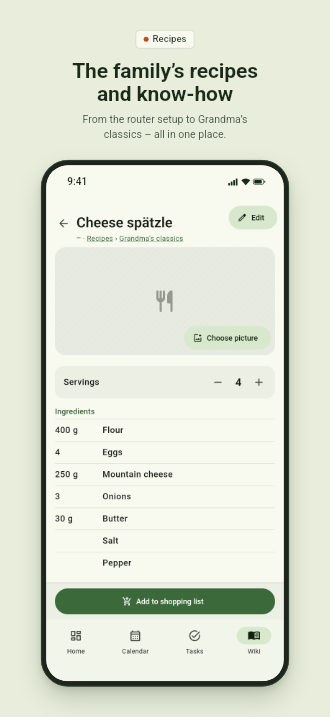 Recipes
The family’s recipes
and know-how
From the router setup to Grandma’s
classics – all in one place.
9:41
Cheese spätzle
Edit
Recipes › Grandma’s classics
Choose picture
Servings
4
Ingredients
400 g Flour
4 Eggs
250 g Mountain cheese
3 Onions
30 g Butter
Salt
Pepper
Add to shopping list
Home Calendar Tasks Wiki